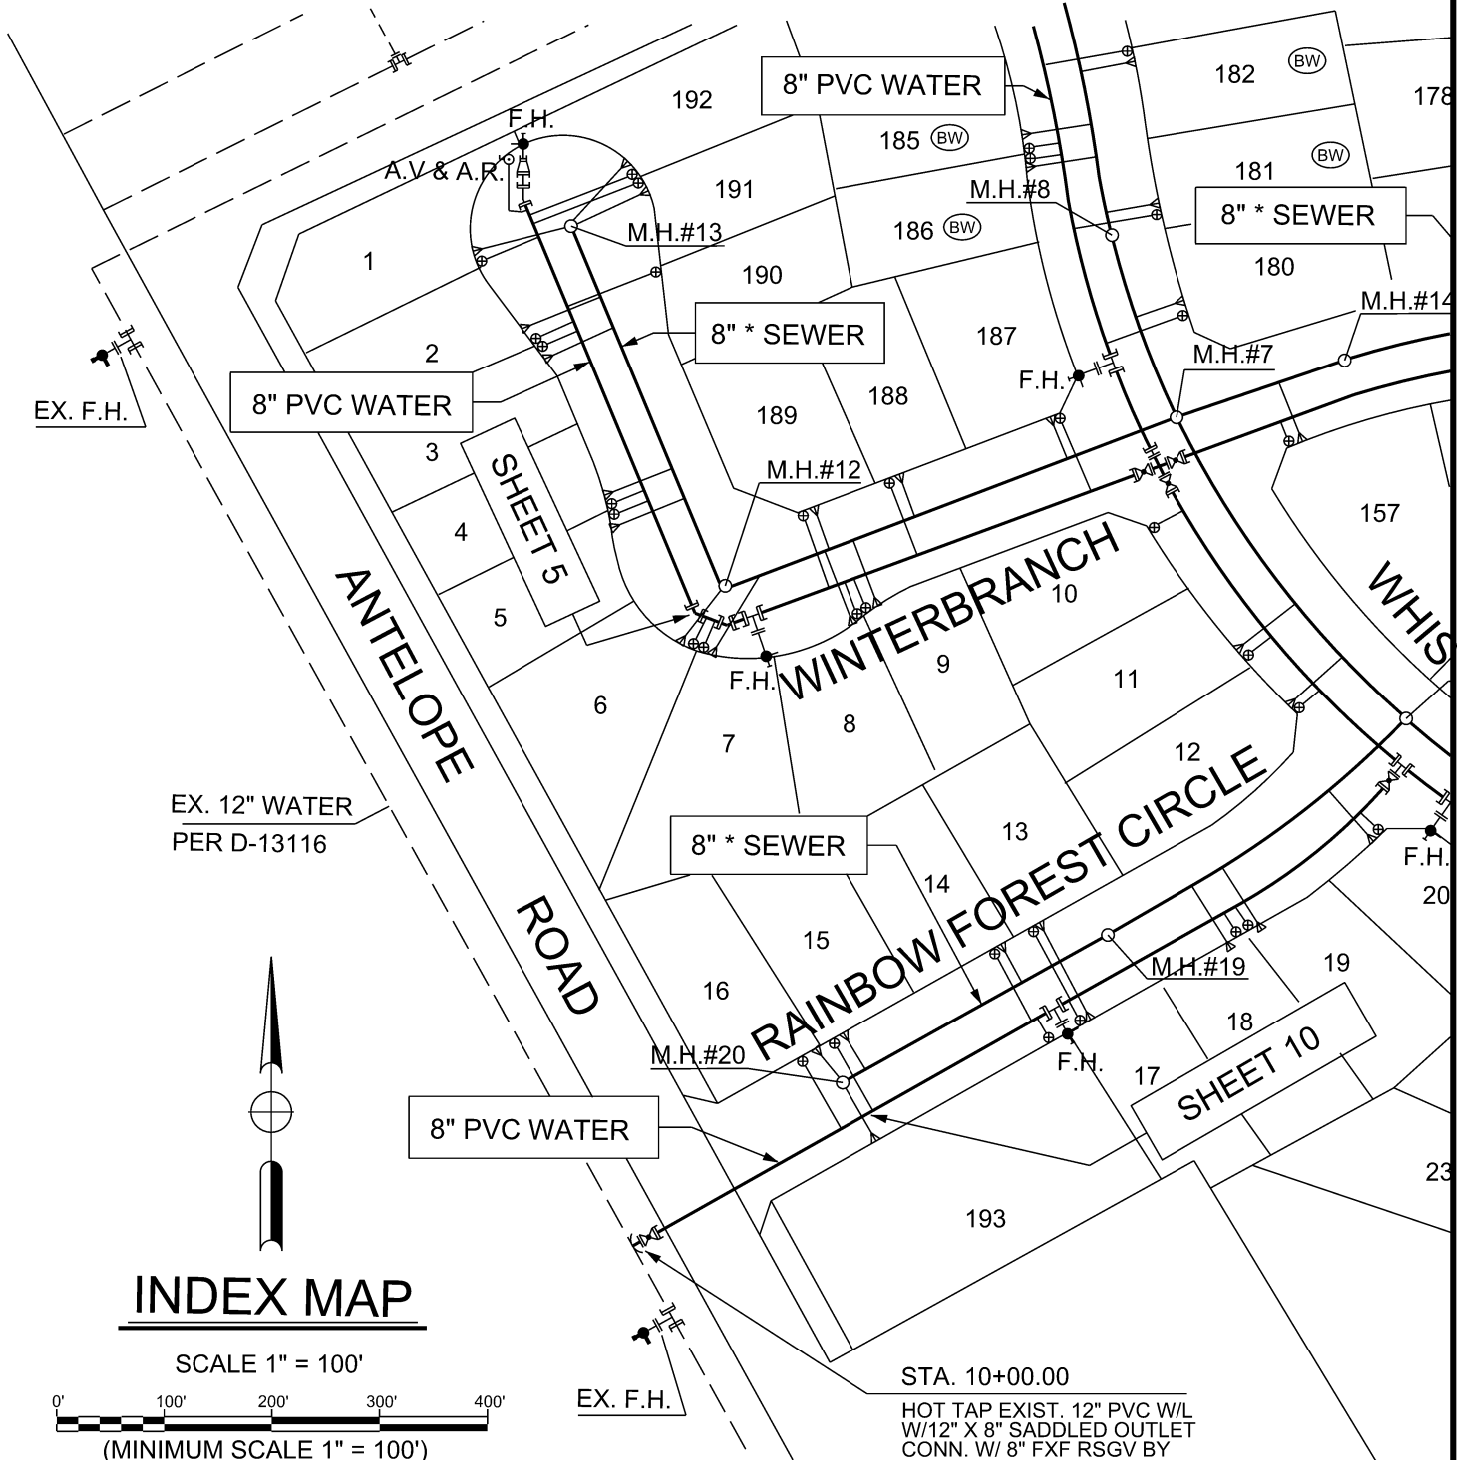 192
8" PVC WATER
182
BW
178
F.H.
185
BW
A.V & A.R.
191
M.H.#8
181
BW
8" * SEWER
M.H.#13
186
BW
1
190
180
M.H.#14
8" * SEWER
187
2
M.H.#7
F.H.
EX. F.H.
8" PVC WATER
188
189
3
SHEET 5
M.H.#12
157
4
ANTELOPE
ROAD
WINTERBRANCH
10
WHIS
5
9
11
6
F.H.
7
8
12
EX. 12" WATER
PER D-13116
8" * SEWER
13
RAINBOW FOREST CIRCLE
F.H.
14
20
15
16
M.H.#19
19
18
M.H.#20
F.H.
17
SHEET 10
8" PVC WATER
23
193
INDEX MAP
SCALE 1" = 100'
0' 100' 200' 300' 400'
(MINIMUM SCALE 1" = 100')
EX. F.H.
STA. 10+00.00
HOT TAP EXIST. 12" PVC W/L
W/12" X 8" SADDLED OUTLET
CONN. W/ 8" FXF RSGV BY